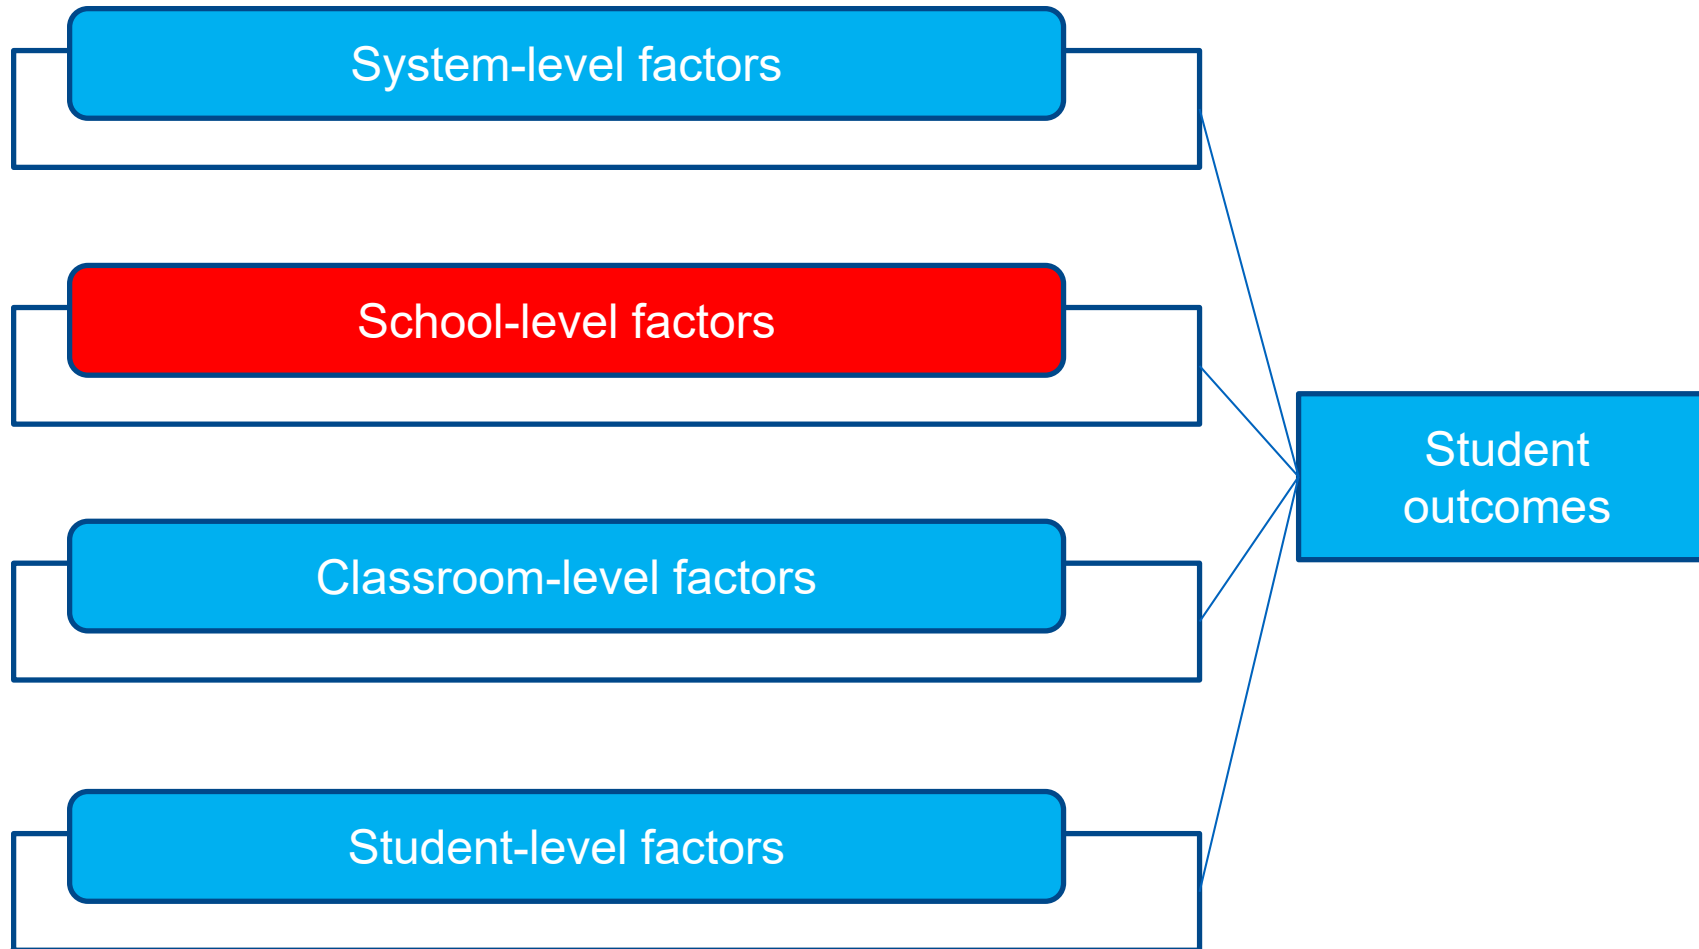 System-level factors
School-level factors
Classroom-level factors
Student-level factors
Student
outcomes